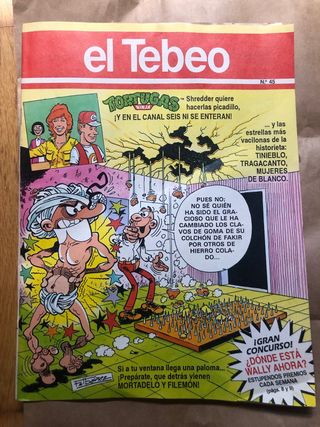 el Tebeo
N.º 45
TORTUGAS
NINJA
– Shredder quiere
hacerlas picadillo,
¡Y EN EL CANAL SEIS NI SE ENTERAN!
... y las
estrellas más
vacilonas de la
historieta:
TINIEBLO,
TRAGACANTO,
MUJERES
DE BLANCO.
PUES NO;
NO SÉ QUIÉN
HA SIDO EL GRA-
CIOSO QUE LE HA
CAMBIADO LOS CLA-
VOS DE GOMA DE SU
COLCHÓN DE FAKIR
POR OTROS DE
HIERRO COLA-
DO...
¡GRAN
CONCURSO!
¿DÓNDE ESTÁ
WALLY AHORA?
ESTUPENDOS PREMIOS
CADA SEMANA
(pág. 8 y 9)
Si a tu ventana llega una paloma...
¡Prepárate, que detrás vienen
MORTADELO Y FILEMÓN!